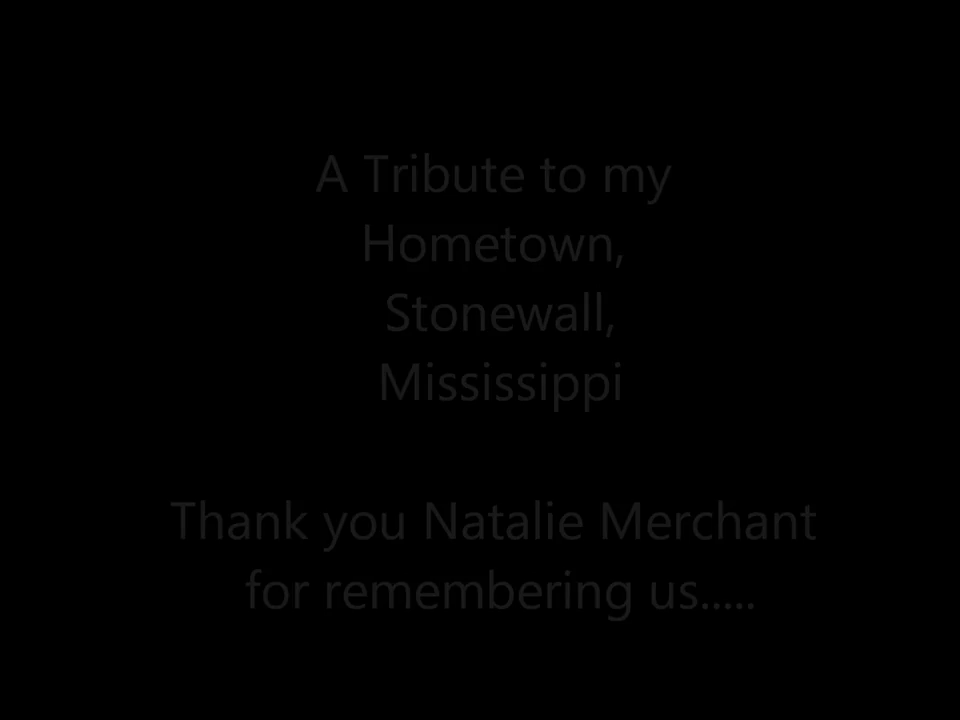 A Tribute to my
Hometown,
Stonewall,
Mississippi
Thank you Natalie Merchant
for remembering us.....